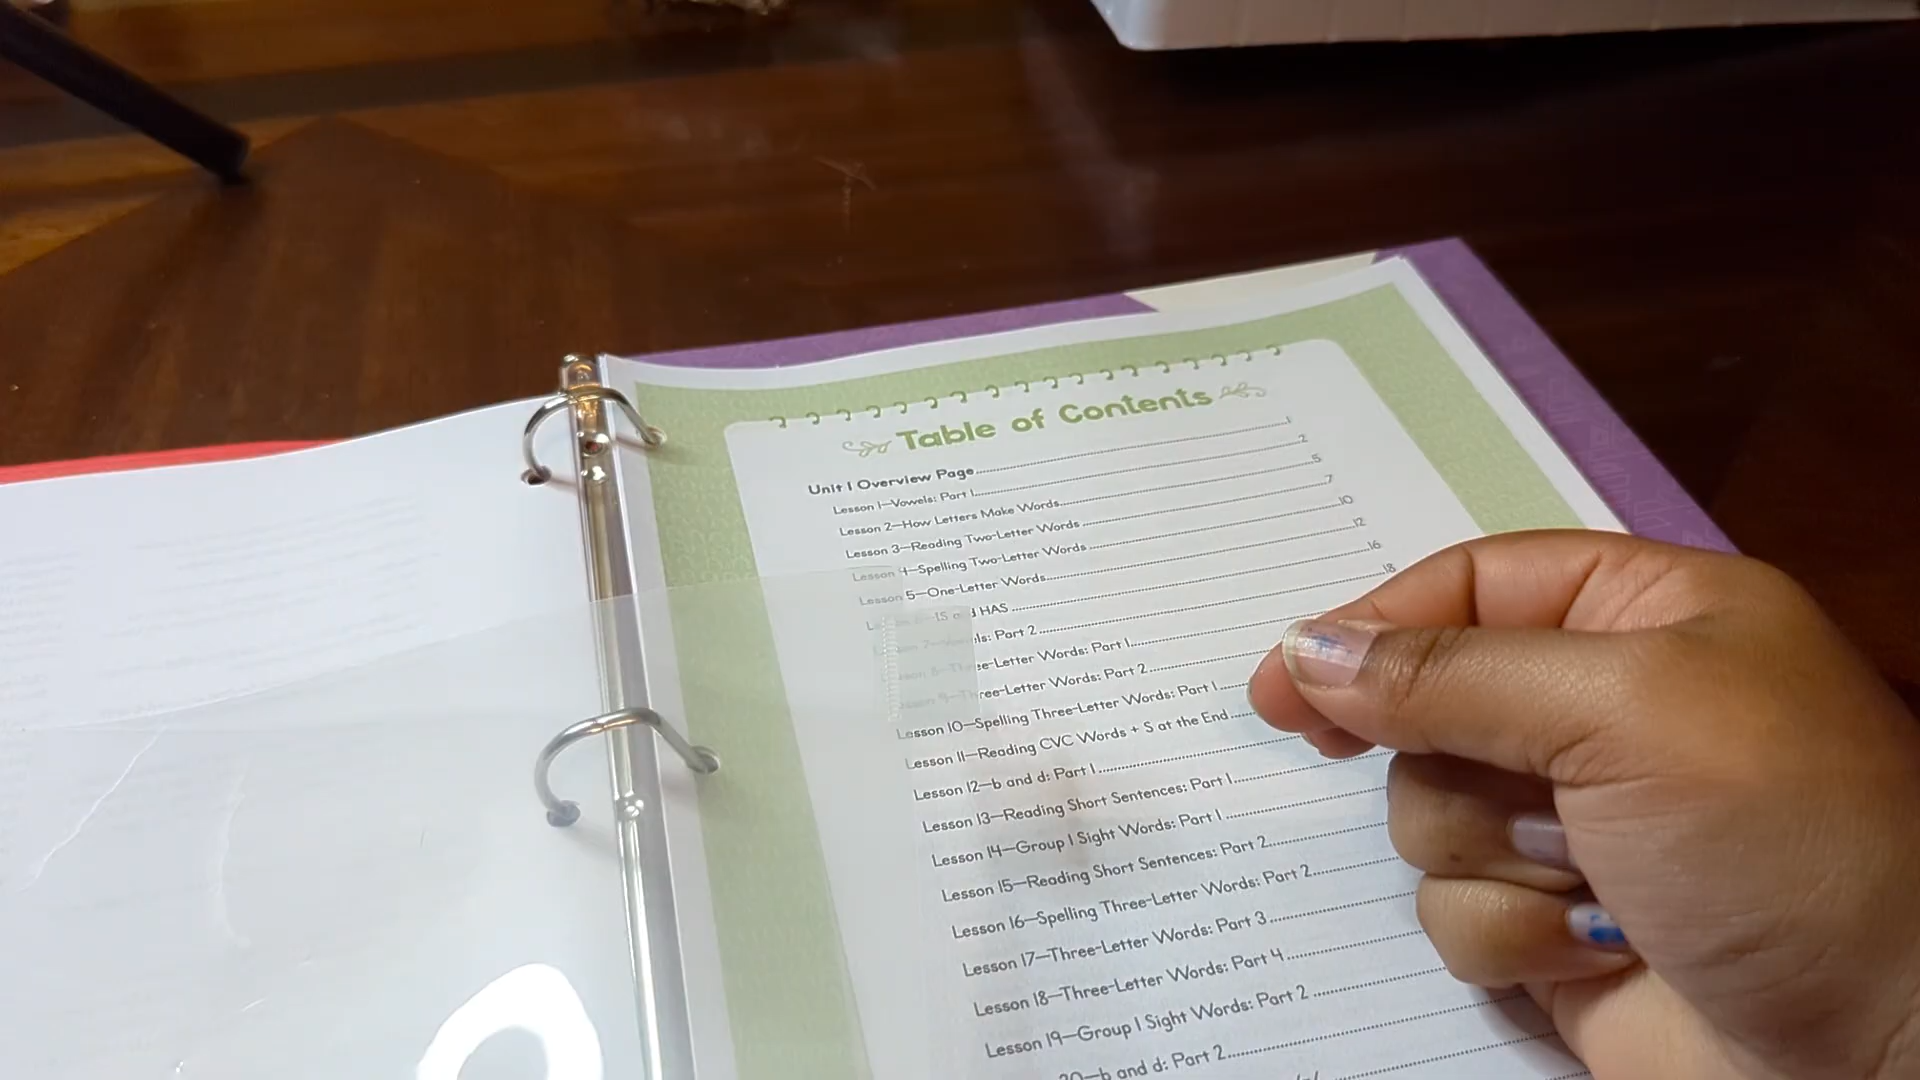 Table of Contents
Unit 1 Overview Page 1
Lesson 1—Vowels: Part 1 2
Lesson 2—How Letters Make Words 5
Lesson 3—Reading Two-Letter Words 7
Lesson 4—Spelling Two-Letter Words 10
Lesson 5—One-Letter Words 12
HAS 16
Part 2 18
Three-Letter Words: Part 1
Lesson 9—Three-Letter Words: Part 2
Lesson 10—Spelling Three-Letter Words: Part 1
Lesson 11—Reading CVC Words + S at the End
Lesson 12—b and d: Part 1
Lesson 13—Reading Short Sentences: Part 1
Lesson 14—Group 1 Sight Words: Part 1
Lesson 15—Reading Short Sentences: Part 2
Lesson 16—Spelling Three-Letter Words: Part 2
Lesson 17—Three-Letter Words: Part 3
Lesson 18—Three-Letter Words: Part 4
Lesson 19—Group 1 Sight Words: Part 2
20—b and d: Part 2